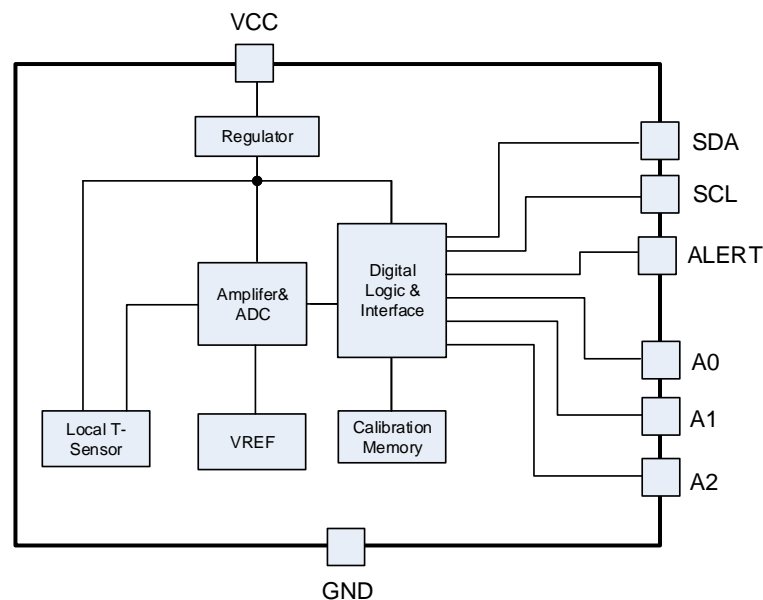 VCC
Regulator
SDA
SCL
ALERT
Digital
Logic &
Interface
Amplifer&
ADC
A0
A1
A2
Local T-
Sensor
VREF
Calibration
Memory
GND